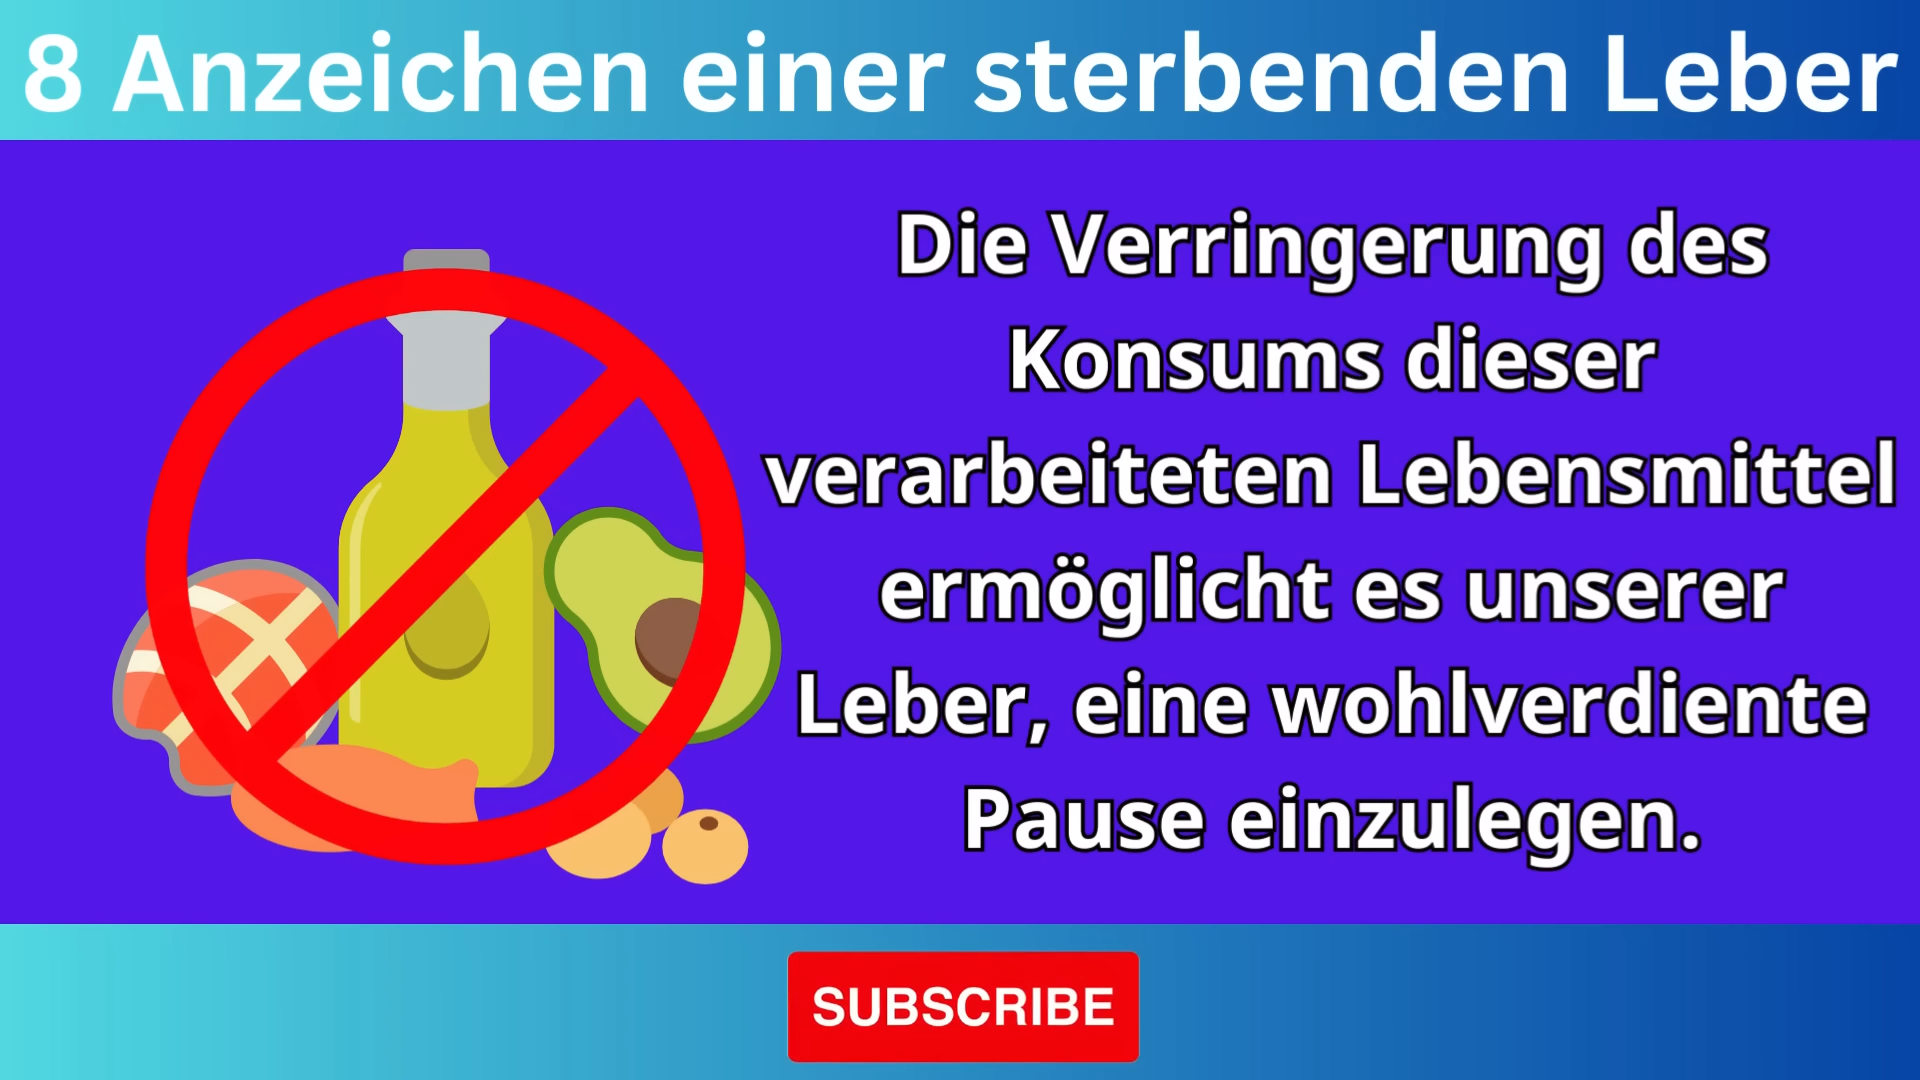 8 Anzeichen einer sterbenden Leber
Die Verringerung des
Konsums dieser
verarbeiteten Lebensmittel
ermöglicht es unserer
Leber, eine wohlverdiente
Pause einzulegen.
SUBSCRIBE